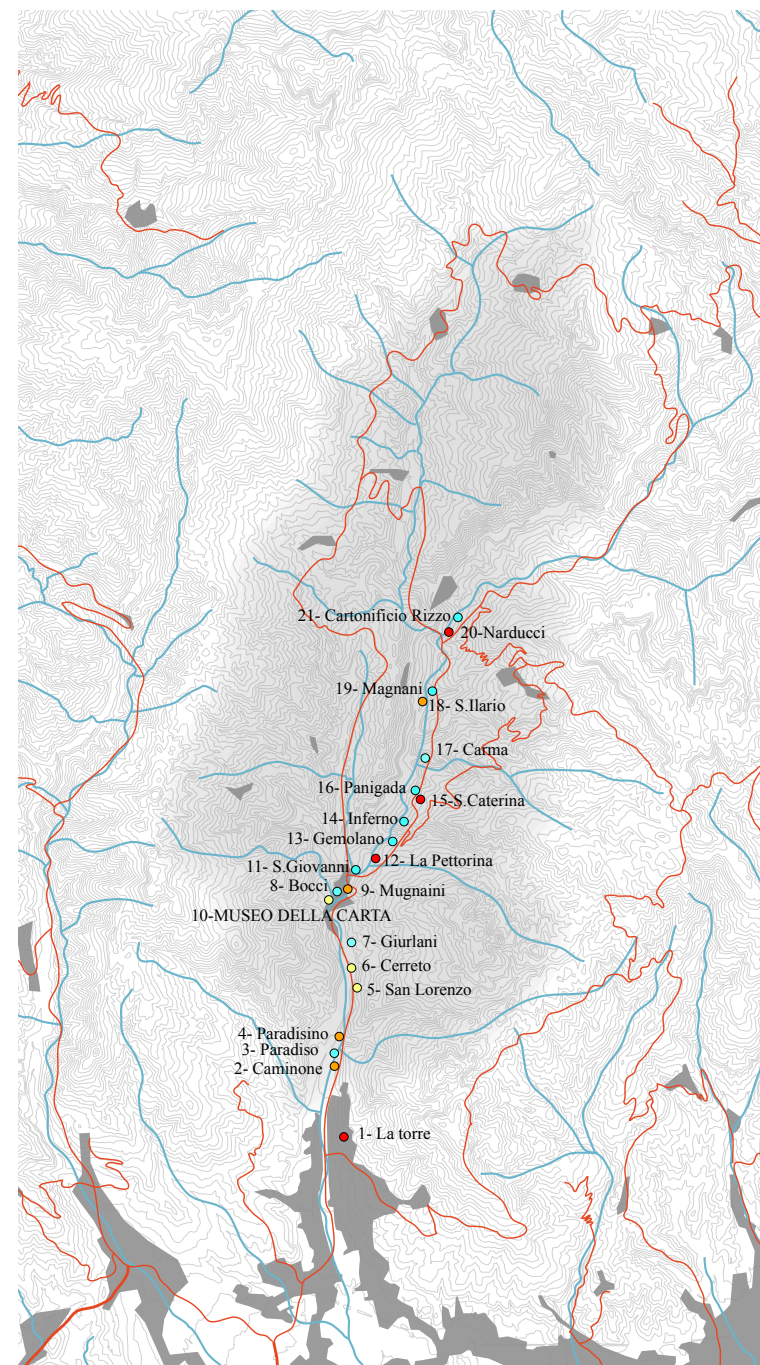 21- Cartonificio Rizzo
20-Narducci
19- Magnani
18- S.Ilario
17- Carma
16- Panigada
15-S.Caterina
14- Inferno
13- Gemolano
12- La Pettorina
11- S.Giovanni
8- Bocci
9- Mugnaini
10-MUSEO DELLA CARTA
7- Giurlani
6- Cerreto
5- San Lorenzo
4- Paradisino
3- Paradiso
2- Caminone
1- La torre